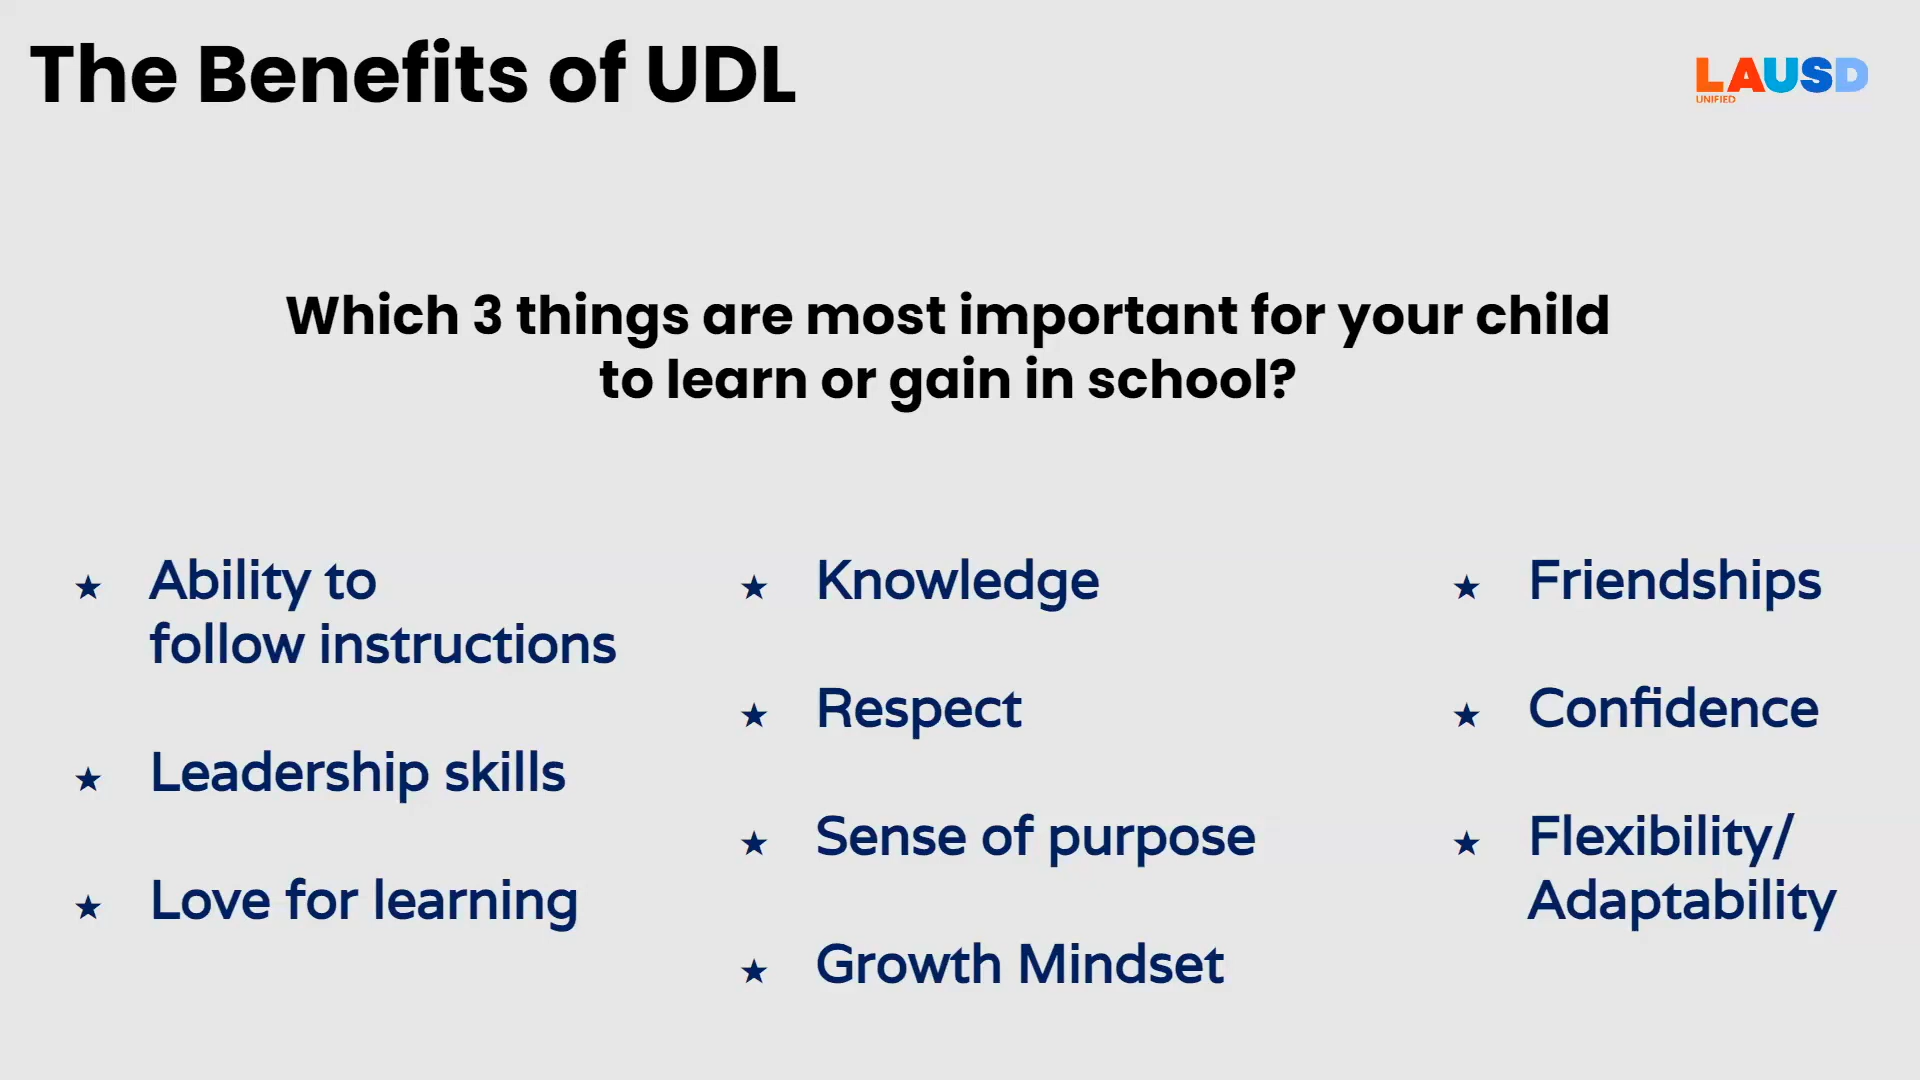 The Benefits of UDL
LAUSD
UNIFIED
Which 3 things are most important for your child
to learn or gain in school?
★ Ability to
follow instructions
★ Leadership skills
★ Love for learning
★ Knowledge
★ Respect
★ Sense of purpose
★ Growth Mindset
★ Friendships
★ Confidence
★ Flexibility/
Adaptability